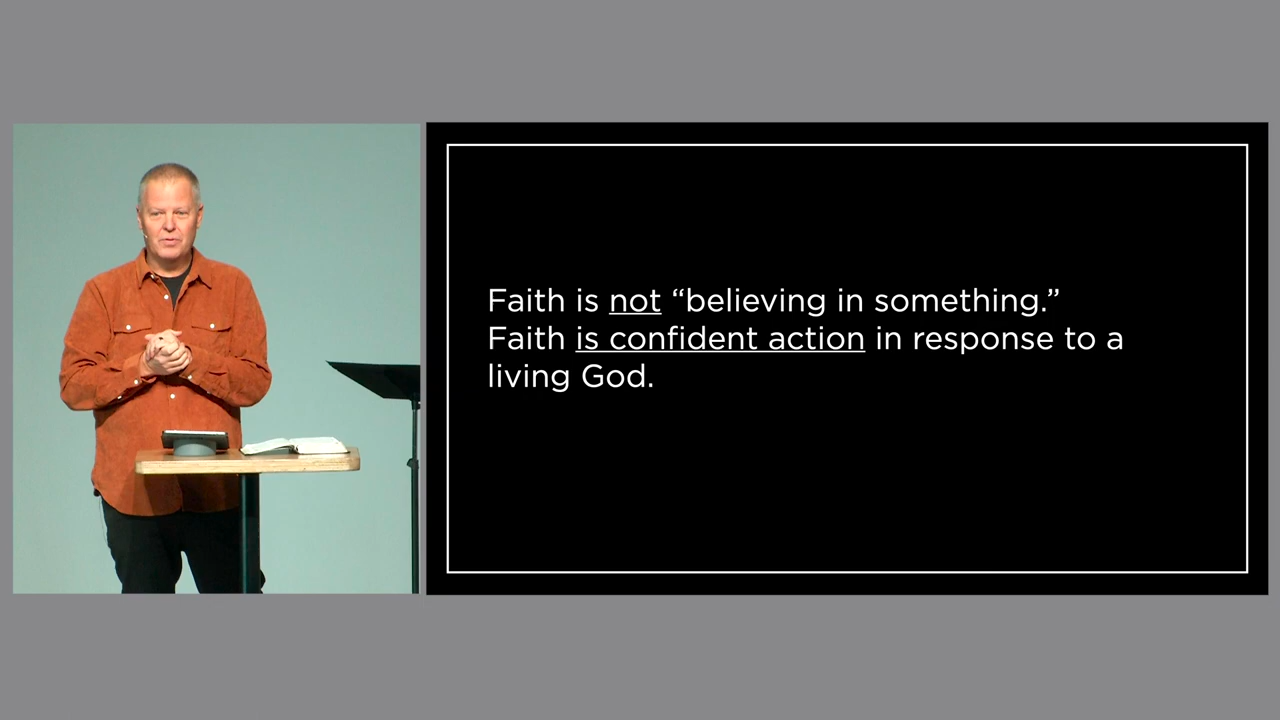 Faith is not “believing in something.”
Faith is confident action in response to a
living God.